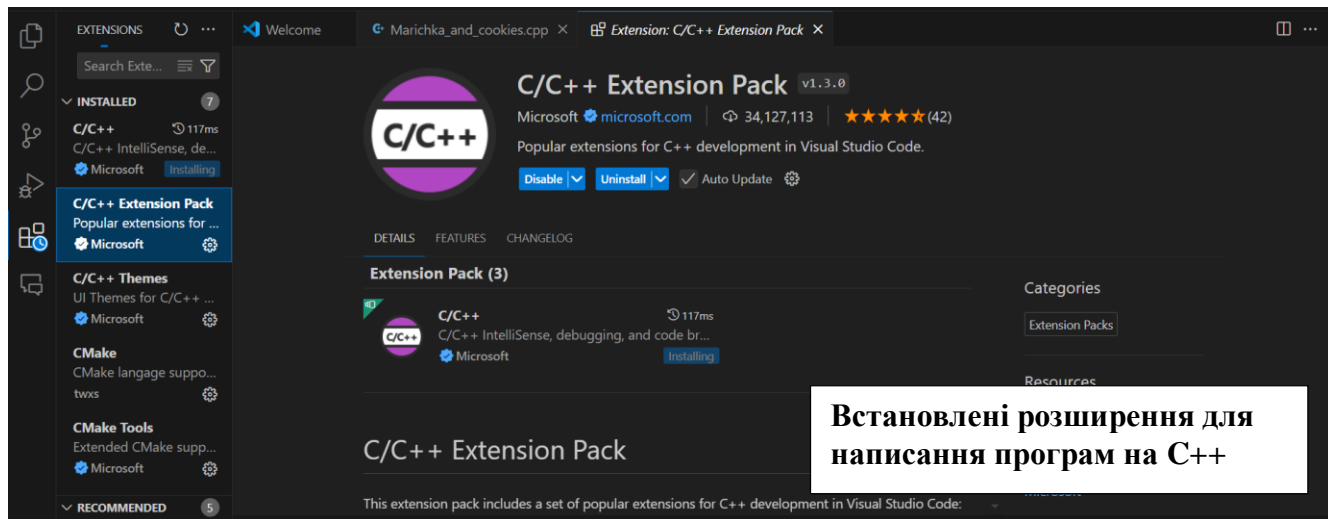 EXTENSIONS
Search Exte...
INSTALLED 7
C/C++ 117ms
C/C++ IntelliSense, de...
Microsoft Installing
C/C++ Extension Pack
Popular extensions for ...
Microsoft
C/C++ Themes
UI Themes for C/C++ ...
Microsoft
CMake
CMake langage suppo...
twxs
CMake Tools
Extended CMake supp...
Microsoft
RECOMMENDED 5
Welcome
Marichka_and_cookies.cpp
Extension: C/C++ Extension Pack
C/C++
C/C++ Extension Pack v1.3.0
Microsoft microsoft.com 34,127,113 (42)
Popular extensions for C++ development in Visual Studio Code.
Disable Uninstall Auto Update
DETAILS FEATURES CHANGELOG
Extension Pack (3)
C/C++
C/C++ 117ms
C/C++ IntelliSense, debugging, and code br...
Microsoft Installing
C/C++ Extension Pack
This extension pack includes a set of popular extensions for C++ development in Visual Studio Code:
Categories
Extension Packs
Resources
Встановлені розширення для
написання програм на C++
Microsoft